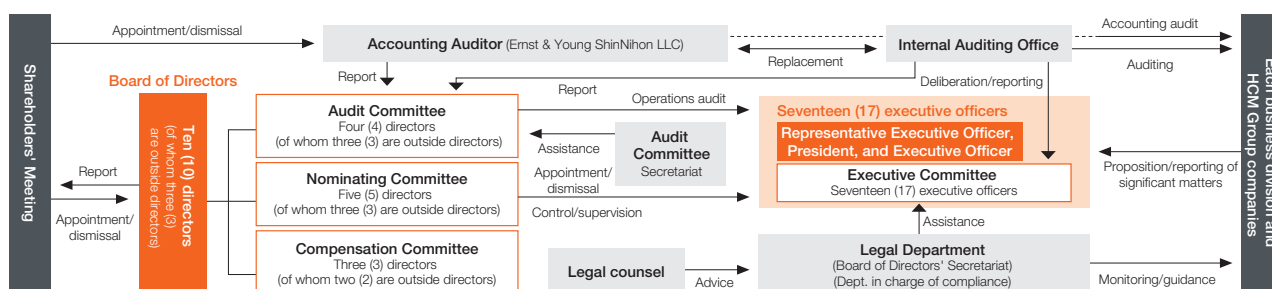 Shareholders' Meeting
Appointment/dismissal
Report
Appointment/
dismissal
Board of Directors
Ten (10) directors
(of whom three (3)
are outside directors)
Accounting Auditor (Ernst & Young ShinNihon LLC)
Report
Replacement
Internal Auditing Office
Accounting audit
Auditing
Report
Deliberation/reporting
Audit Committee
Four (4) directors
(of whom three (3) are outside directors)
Operations audit
Assistance
Audit
Committee
Secretariat
Nominating Committee
Five (5) directors
(of whom three (3) are outside directors)
Appointment/
dismissal
Control/supervision
Compensation Committee
Three (3) directors
(of whom two (2) are outside directors)
Seventeen (17) executive officers
Representative Executive Officer,
President, and Executive Officer
Executive Committee
Seventeen (17) executive officers
Assistance
Proposition/reporting of
significant matters
Legal counsel
Advice
Legal Department
(Board of Directors' Secretariat)
(Dept. in charge of compliance)
Monitoring/guidance
Each business division and
HCM Group companies